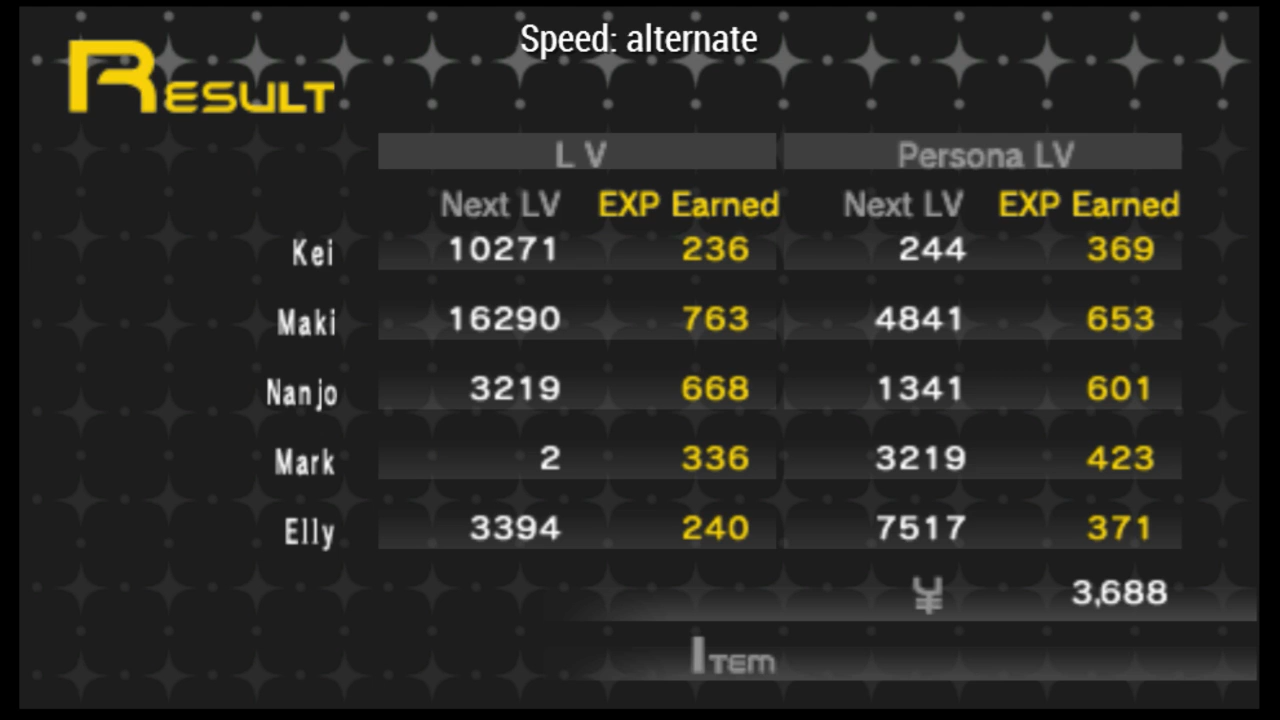 Speed: alternate
RESULT
LV Persona LV
Next LV EXP Earned Next LV EXP Earned
Kei 10271 236 244 369
Maki 16290 763 4841 653
Nanjo 3219 668 1341 601
Mark 2 336 3219 423
Elly 3394 240 7517 371
¥ 3,688
ITEM